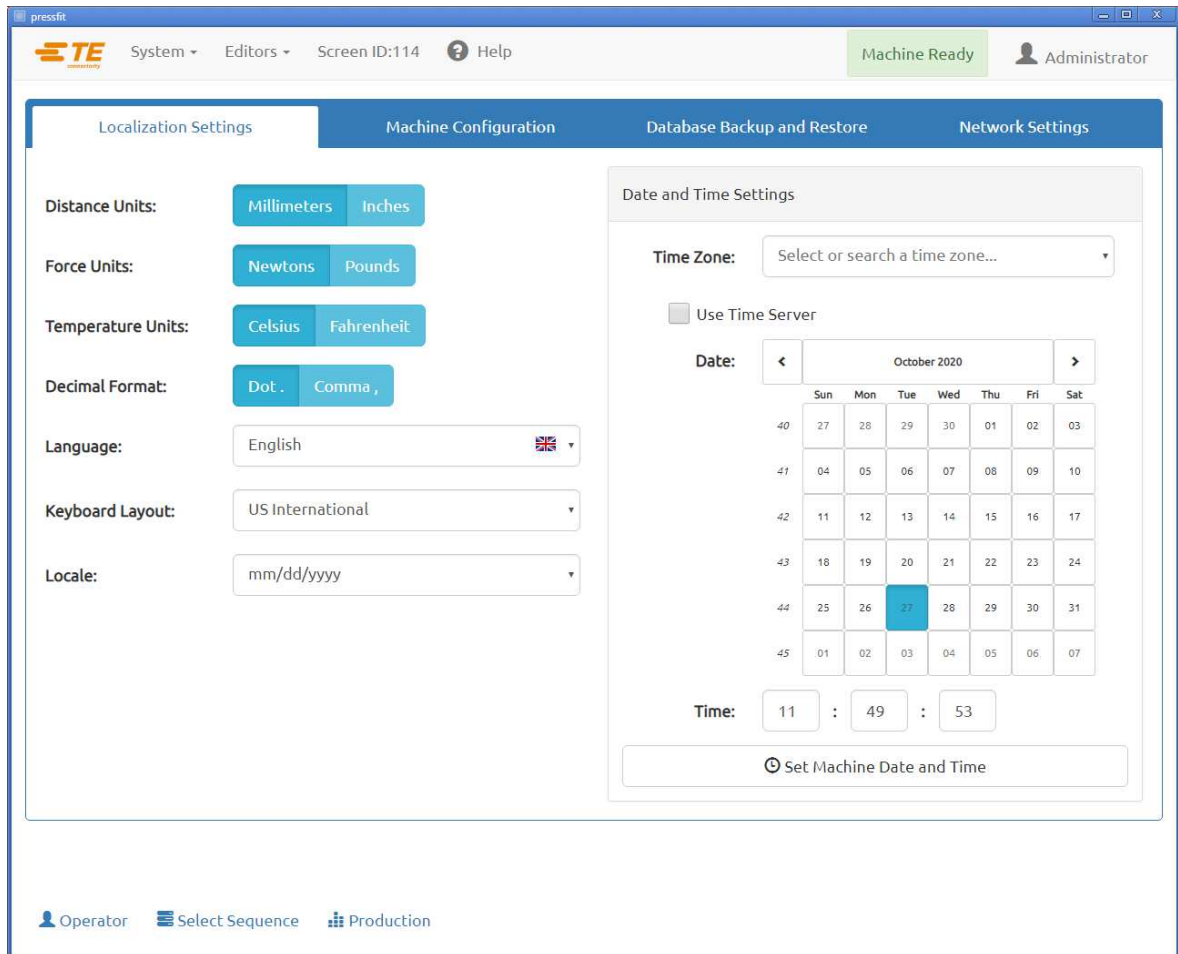 pressfit
TE
connectivity
System
Editors
Screen ID:114
Help
Machine Ready
Administrator
Localization Settings
Machine Configuration
Database Backup and Restore
Network Settings
Distance Units:
Millimeters
Inches
Force Units:
Newtons
Pounds
Temperature Units:
Celsius
Fahrenheit
Decimal Format:
Dot .
Comma ,
Language:
English
Keyboard Layout:
US International
Locale:
mm/dd/yyyy
Date and Time Settings
Time Zone:
Select or search a time zone...
Use Time Server
Date:
October 2020
Sun Mon Tue Wed Thu Fri Sat
40 27 28 29 30 01 02 03
41 04 05 06 07 08 09 10
42 11 12 13 14 15 16 17
43 18 19 20 21 22 23 24
44 25 26 27 28 29 30 31
45 01 02 03 04 05 06 07
Time:
11 : 49 : 53
Set Machine Date and Time
Operator
Select Sequence
Production